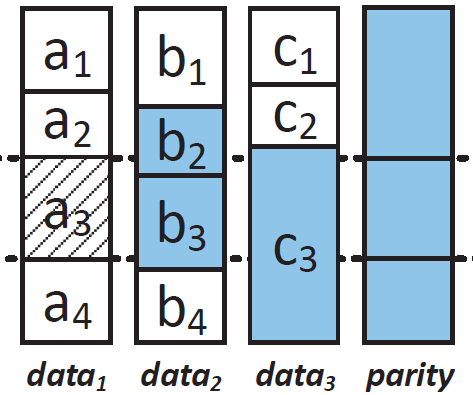 a1 b1 c1
a2 b2 c2
a3 b3 c3
a4 b4
data1 data2 data3 parity